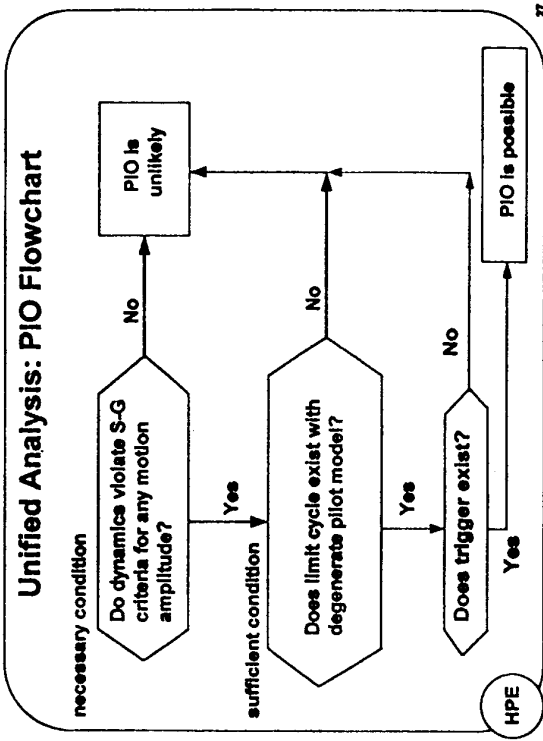 Unified Analysis: PIO Flowchart
necessary condition
Do dynamics violate S-G
criteria for any motion
amplitude?
No
PIO is
unlikely
Yes
sufficient condition
Does limit cycle exist with
degenerate pilot model?
No
Yes
Does trigger exist?
No
Yes
PIO is possible
HPE
27